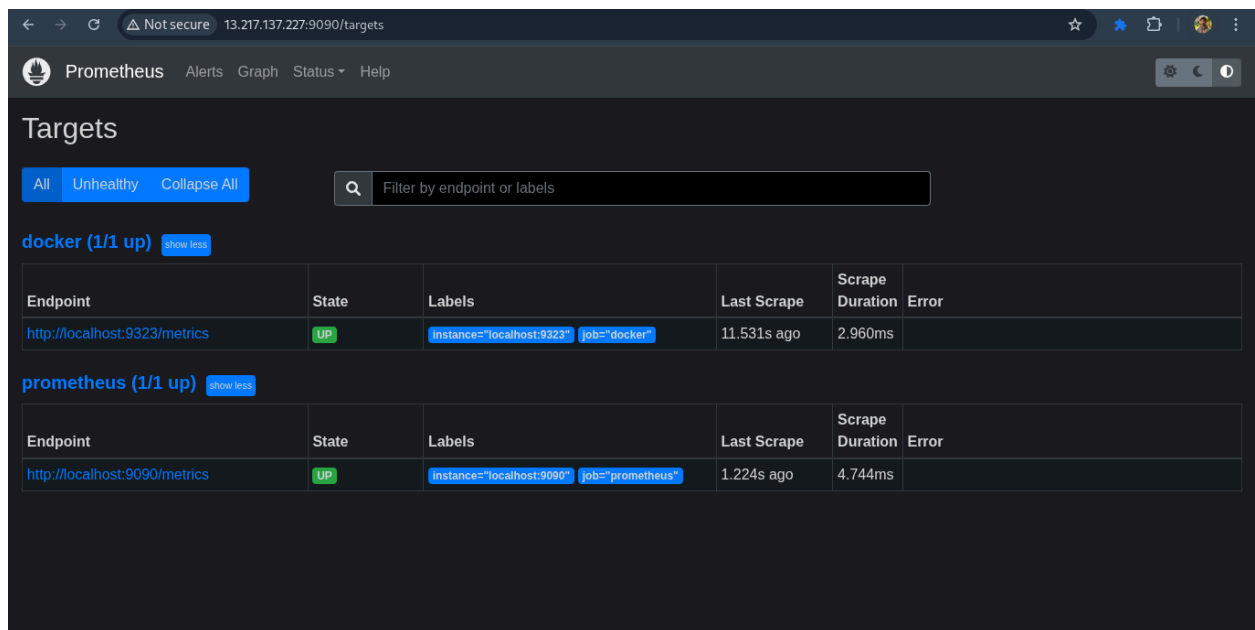 Not secure 13.217.137.227:9090/targets
Prometheus Alerts Graph Status Help
Targets
All Unhealthy Collapse All Filter by endpoint or labels
docker (1/1 up) show less
Endpoint State Labels Last Scrape Scrape Duration Error
http://localhost:9323/metrics UP instance="localhost:9323" job="docker" 11.531s ago 2.960ms
prometheus (1/1 up) show less
Endpoint State Labels Last Scrape Scrape Duration Error
http://localhost:9090/metrics UP instance="localhost:9090" job="prometheus" 1.224s ago 4.744ms